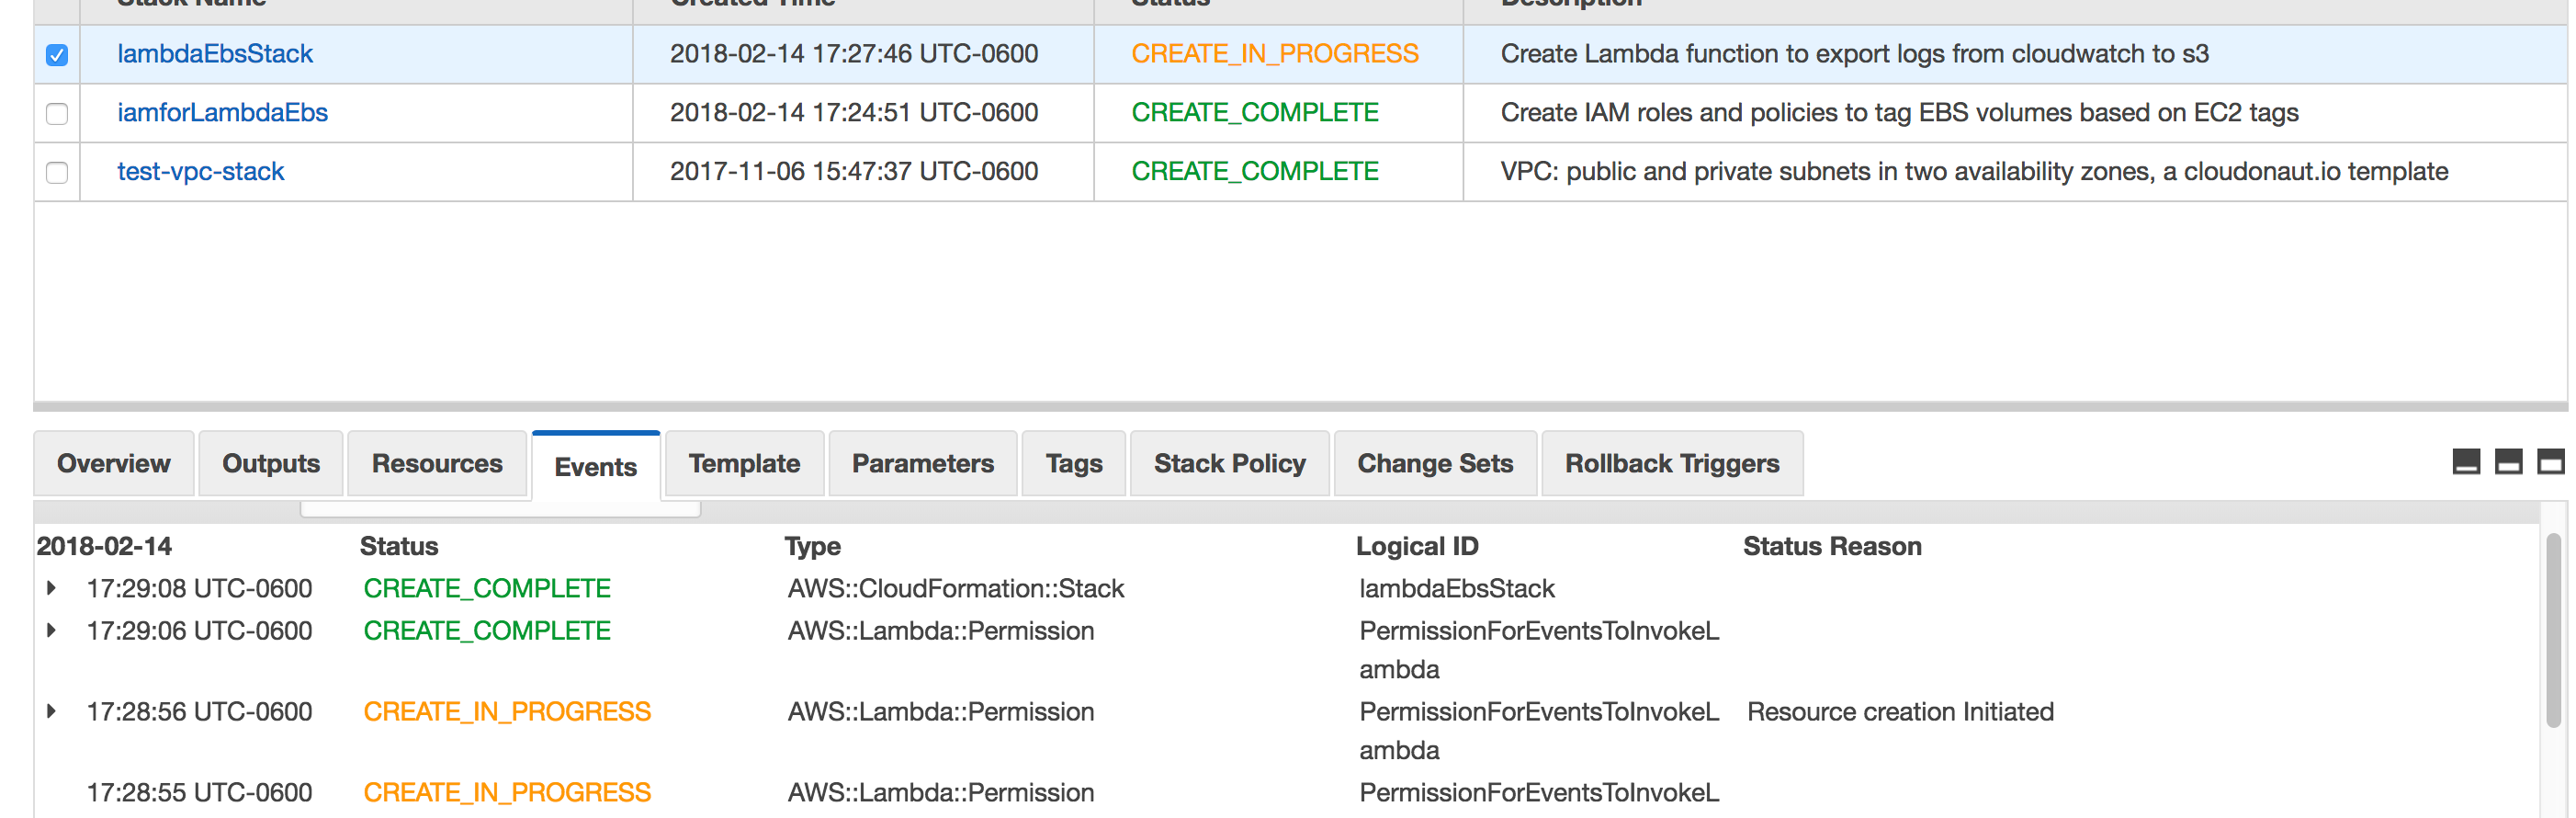 Stack Name Created Time Status Description
lambdaEbsStack 2018-02-14 17:27:46 UTC-0600 CREATE_IN_PROGRESS Create Lambda function to export logs from cloudwatch to s3
iamforLambdaEbs 2018-02-14 17:24:51 UTC-0600 CREATE_COMPLETE Create IAM roles and policies to tag EBS volumes based on EC2 tags
test-vpc-stack 2017-11-06 15:47:37 UTC-0600 CREATE_COMPLETE VPC: public and private subnets in two availability zones, a cloudonaut.io template
Overview Outputs Resources Events Template Parameters Tags Stack Policy Change Sets Rollback Triggers
2018-02-14 Status Type Logical ID Status Reason
17:29:08 UTC-0600 CREATE_COMPLETE AWS::CloudFormation::Stack lambdaEbsStack
17:29:06 UTC-0600 CREATE_COMPLETE AWS::Lambda::Permission PermissionForEventsToInvokeL
ambda
17:28:56 UTC-0600 CREATE_IN_PROGRESS AWS::Lambda::Permission PermissionForEventsToInvokeL Resource creation Initiated
ambda
17:28:55 UTC-0600 CREATE_IN_PROGRESS AWS::Lambda::Permission PermissionForEventsToInvokeL